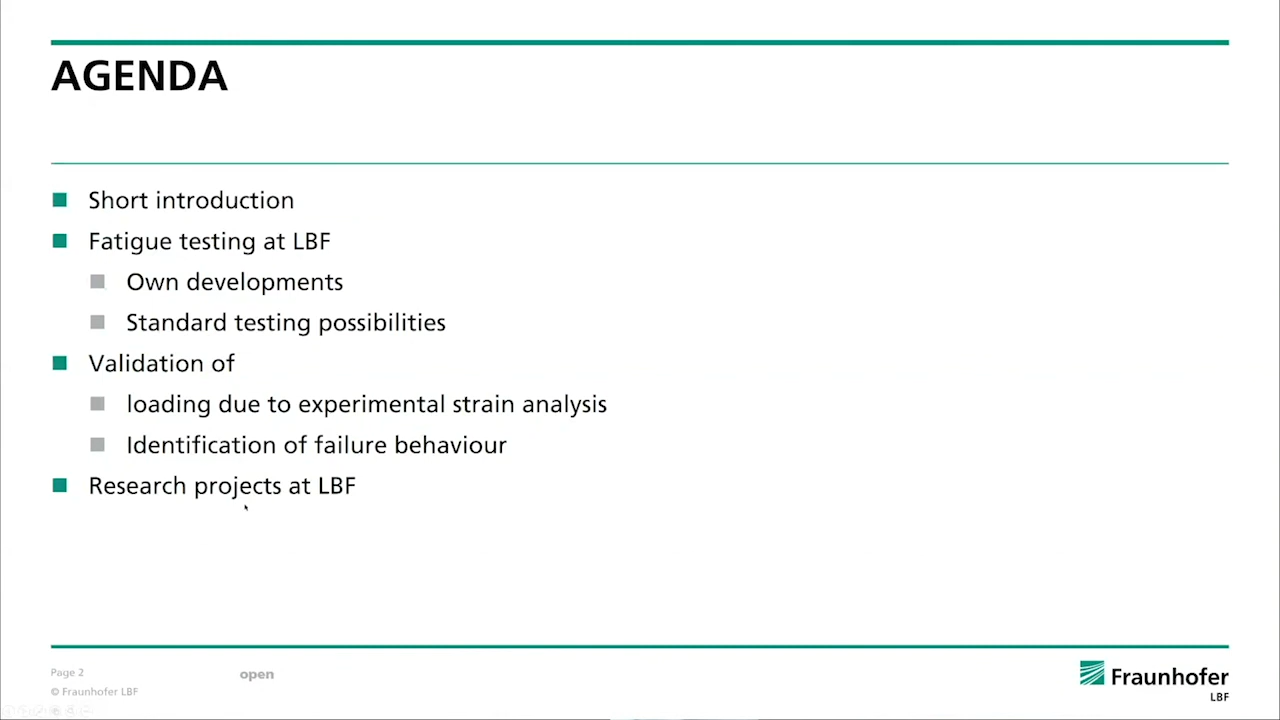 AGENDA
Short introduction
Fatigue testing at LBF
Own developments
Standard testing possibilities
Validation of
loading due to experimental strain analysis
Identification of failure behaviour
Research projects at LBF
Page 2
open
© Fraunhofer LBF
Fraunhofer
LBF